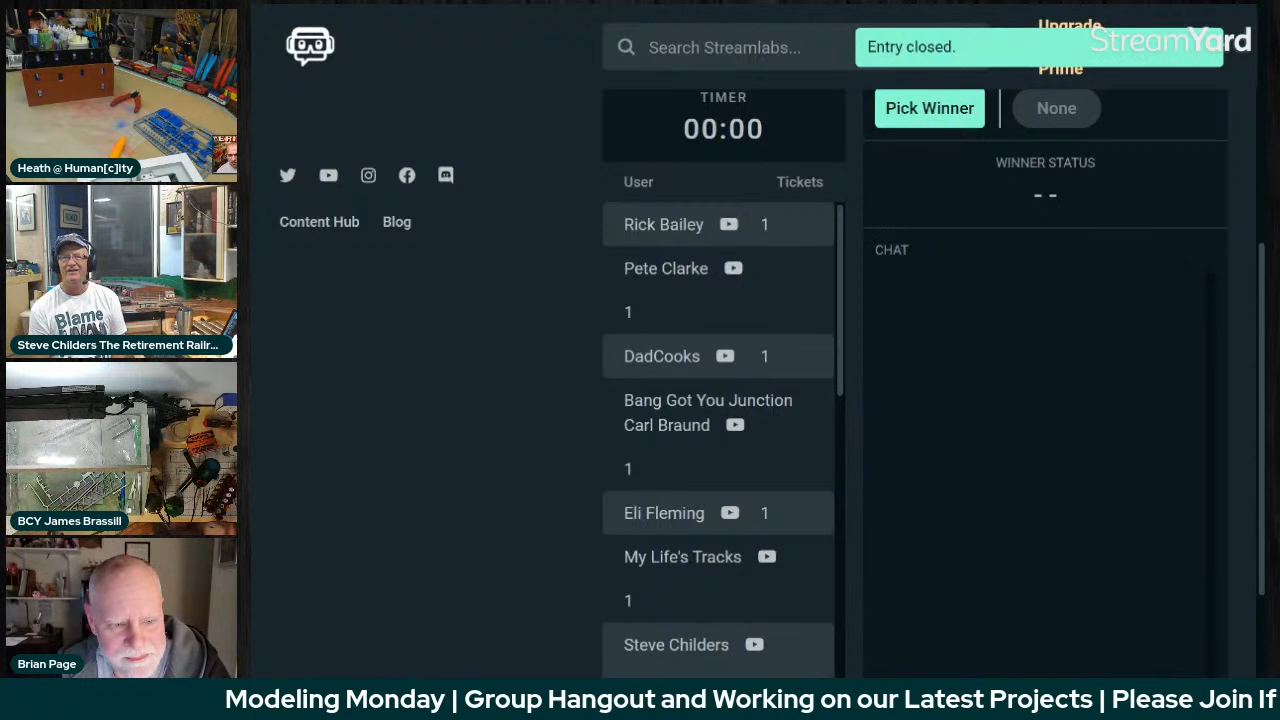 Heath @ Human[c]ity
Blame
Steve Childers The Retirement Railr...
BCY James Brassill
Brian Page
Search Streamlabs...
Upgrade
Entry closed.
StreamYard
Prime
TIMER
00:00
Pick Winner
None
WINNER STATUS
--
Content Hub
Blog
User
Tickets
Rick Bailey 1
Pete Clarke
1
DadCooks 1
Bang Got You Junction
Carl Braund
1
Eli Fleming 1
My Life's Tracks
1
Steve Childers
CHAT
Modeling Monday | Group Hangout and Working on our Latest Projects | Please Join If